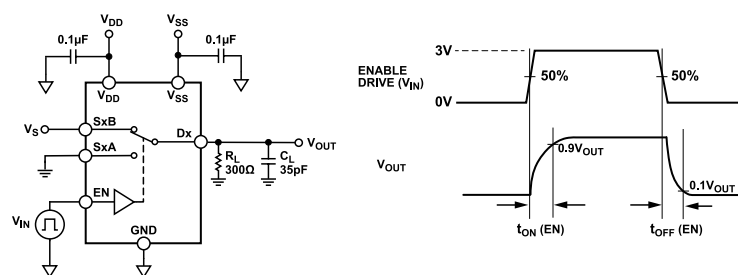 VDD
VSS
0.1µF
0.1µF
VDD
VSS
VS
SxB
Dx
VOUT
SxA
RL
300Ω
CL
35pF
EN
VIN
GND
3V
ENABLE
DRIVE (VIN)
50%
50%
0V
VOUT
0.9VOUT
0.1VOUT
tON (EN)
tOFF (EN)